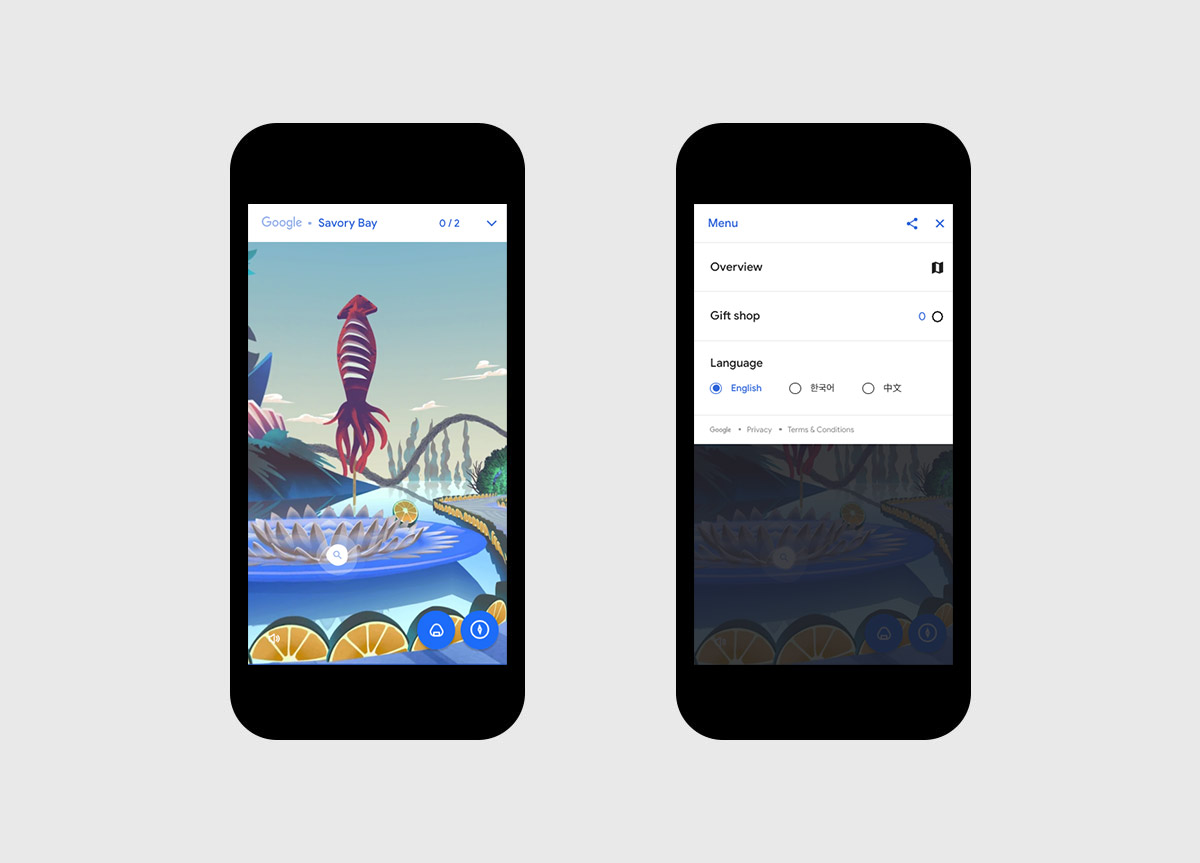 Google • Savory Bay 0 / 2
Menu
Overview
Gift shop 0
Language
English 한국어 中文
Google • Privacy • Terms & Conditions